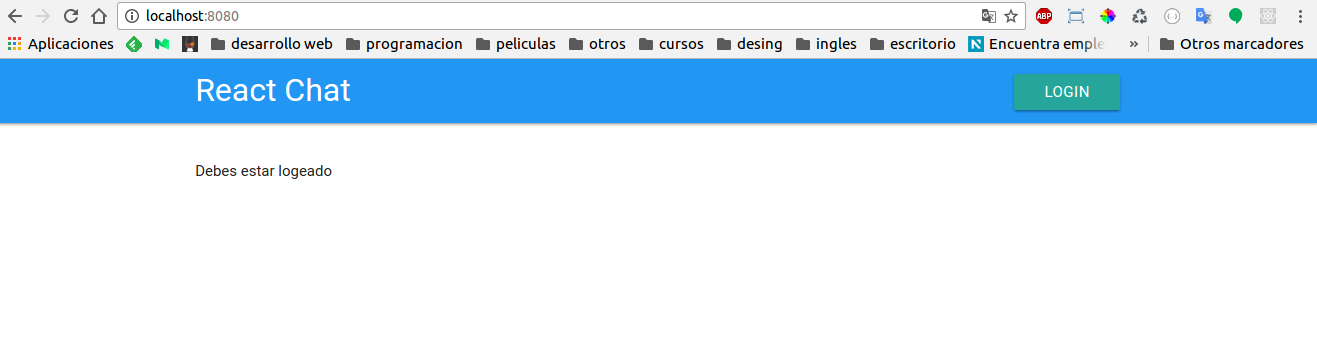 localhost:8080
ABP
Aplicaciones desarrollo web programacion peliculas otros cursos desing ingles escritorio Encuentra emple » Otros marcadores
React Chat LOGIN
Debes estar logeado